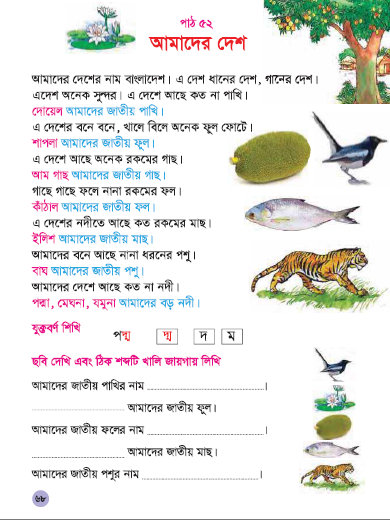 পাঠ ৫২
আমাদের দেশ
আমাদের দেশের নাম বাংলাদেশ। এ দেশ ধানের দেশ, গানের দেশ।
এদেশ অনেক সুন্দর। এ দেশে আছে কত না পাখি।
দোয়েল আমাদের জাতীয় পাখি।
এ দেশের বনে বনে, খালে বিলে অনেক ফুল ফোটে।
শাপলা আমাদের জাতীয় ফুল।
এ দেশে আছে অনেক রকমের গাছ।
আম গাছ আমাদের জাতীয় গাছ।
গাছে গাছে ফলে নানা রকমের ফল।
কাঁঠাল আমাদের জাতীয় ফল।
এ দেশের নদীতে আছে কত রকমের মাছ।
ইলিশ আমাদের জাতীয় মাছ।
আমাদের বনে আছে নানা ধরনের পশু।
বাঘ আমাদের জাতীয় পশু।
আমাদের দেশে আছে কত না নদী।
পদ্মা, মেঘনা, যমুনা আমাদের বড় নদী।
যুক্তবর্ণ শিখি
পদ্ম দ্ম দ ম
ছবি দেখি এবং ঠিক শব্দটি খালি জায়গায় লিখি
আমাদের জাতীয় পাখির নাম ........................................ ।
........................................ আমাদের জাতীয় ফুল।
আমাদের জাতীয় ফলের নাম ........................................ ।
........................................ আমাদের জাতীয় মাছ।
আমাদের জাতীয় পশুর নাম ........................................ ।
৬৮